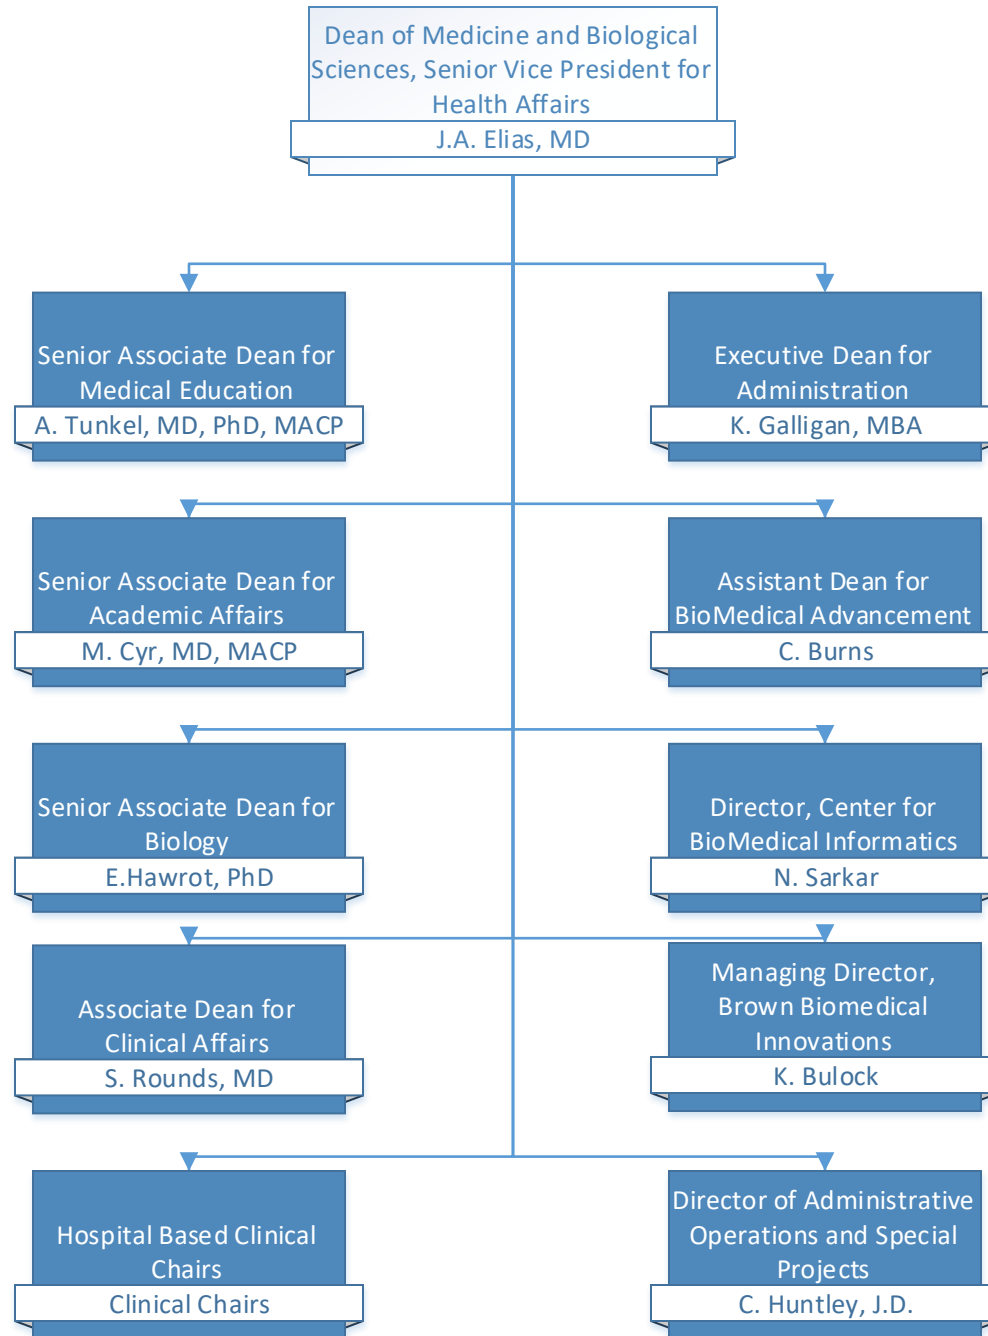 Dean of Medicine and Biological
Sciences, Senior Vice President for
Health Affairs
J.A. Elias, MD
Senior Associate Dean for
Medical Education
A. Tunkel, MD, PhD, MACP
Executive Dean for
Administration
K. Galligan, MBA
Senior Associate Dean for
Academic Affairs
M. Cyr, MD, MACP
Assistant Dean for
BioMedical Advancement
C. Burns
Senior Associate Dean for
Biology
E.Hawrot, PhD
Director, Center for
BioMedical Informatics
N. Sarkar
Associate Dean for
Clinical Affairs
S. Rounds, MD
Managing Director,
Brown Biomedical
Innovations
K. Bulock
Hospital Based Clinical
Chairs
Clinical Chairs
Director of Administrative
Operations and Special
Projects
C. Huntley, J.D.